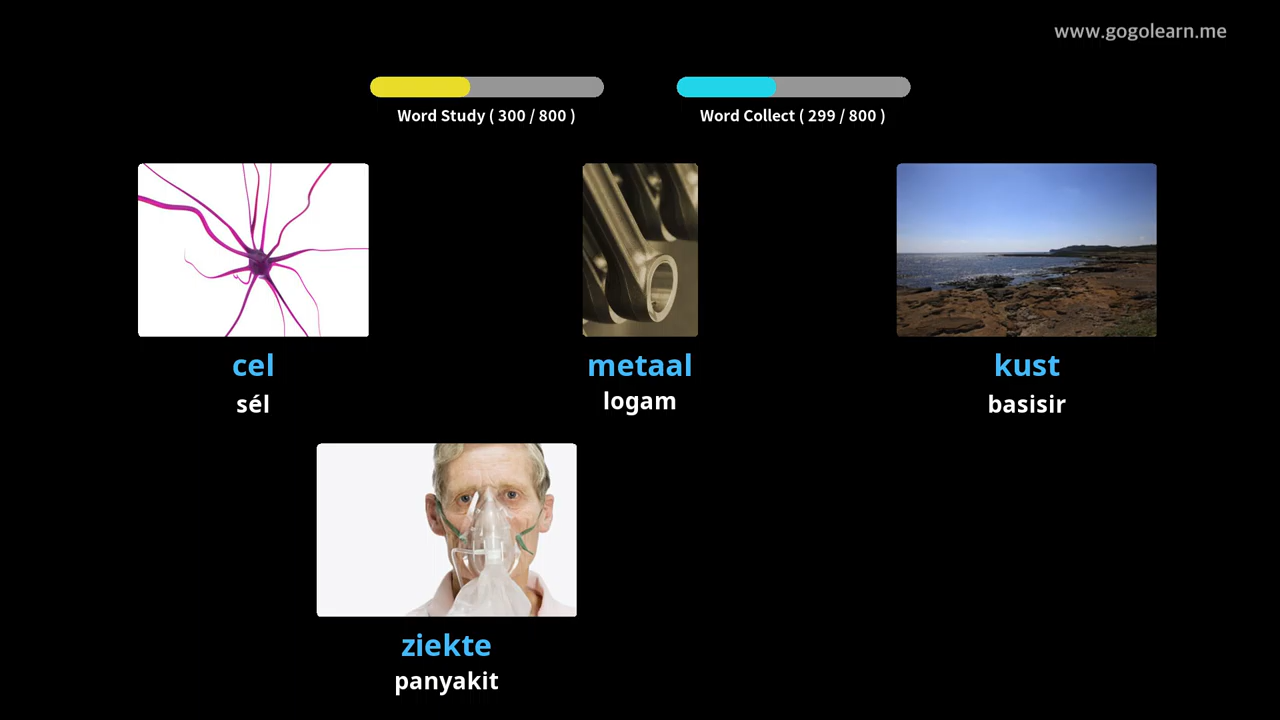 www.gogolearn.me
Word Study ( 300 / 800 )
Word Collect ( 299 / 800 )
cel
sél
metaal
logam
kust
basisir
ziekte
panyakit